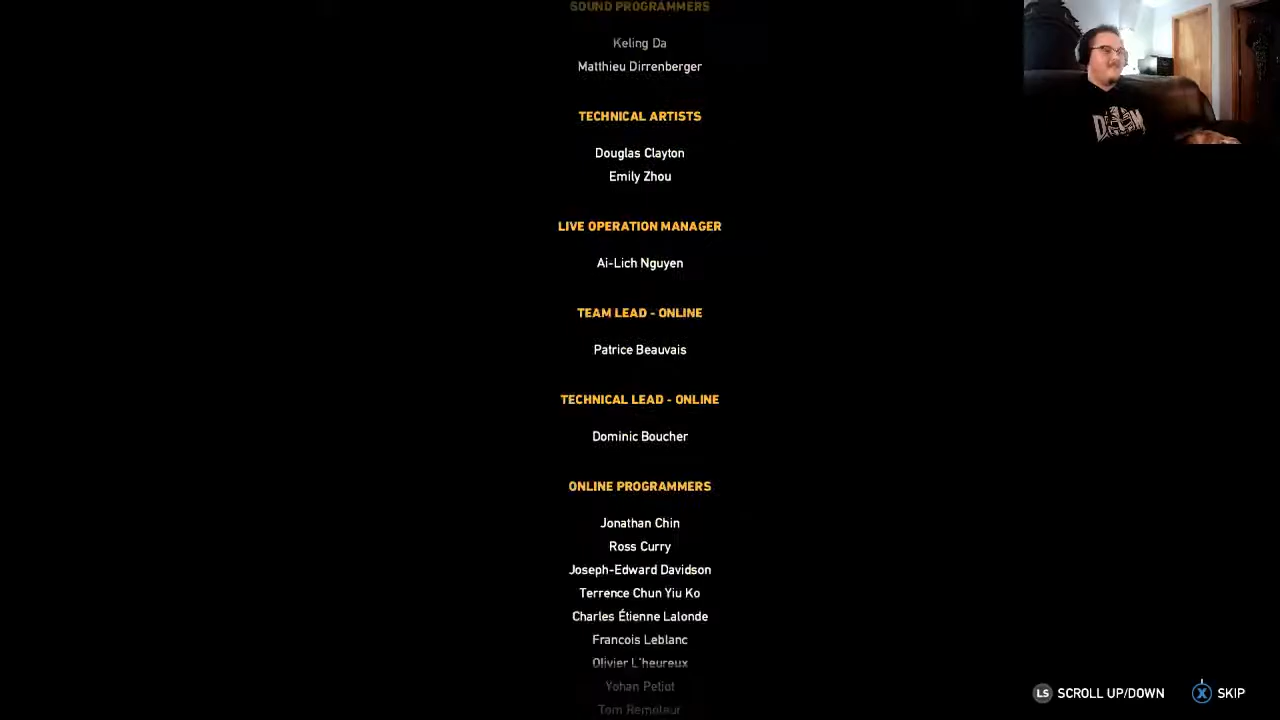 SOUND PROGRAMMERS
Keling Da
Matthieu Dirrenberger
TECHNICAL ARTISTS
Douglas Clayton
Emily Zhou
LIVE OPERATION MANAGER
Ai-Lich Nguyen
TEAM LEAD - ONLINE
Patrice Beauvais
TECHNICAL LEAD - ONLINE
Dominic Boucher
ONLINE PROGRAMMERS
Jonathan Chin
Ross Curry
Joseph-Edward Davidson
Terrence Chun Yiu Ko
Charles Étienne Lalonde
Francois Leblanc
Olivier L'heureux
Yohan Petiot
Tom
LS SCROLL UP/DOWN X SKIP